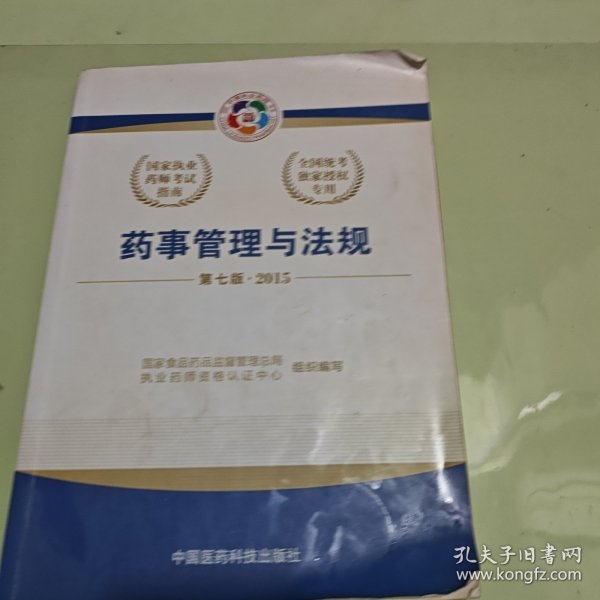 国家执业
药师考试
指南
全国统考
独家授权
专用
药事管理与法规
第七版·2015
国家食品药品监督管理总局
执业药师资格认证中心
组织编写
中国医药科技出版社
孔夫子旧书网
www.kongfz.com